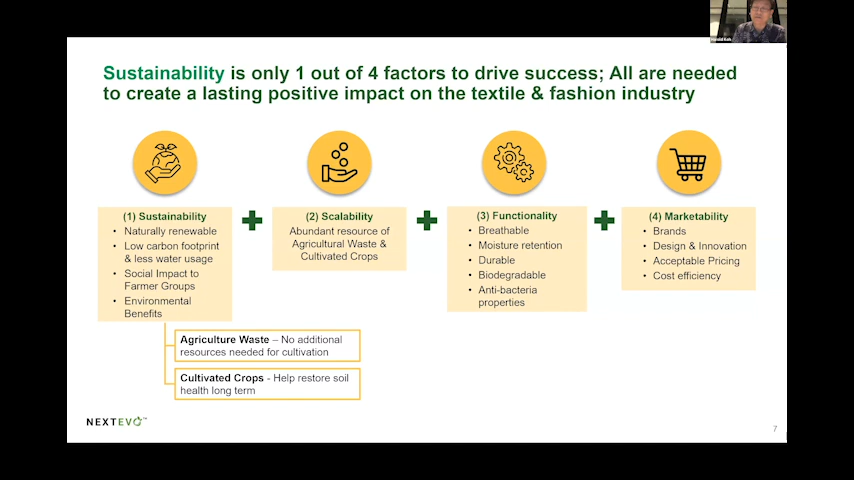 Sustainability is only 1 out of 4 factors to drive success; All are needed
to create a lasting positive impact on the textile & fashion industry
(1) Sustainability
• Naturally renewable
• Low carbon footprint
& less water usage
• Social Impact to
Farmer Groups
• Environmental
Benefits
(2) Scalability
Abundant resource of
Agricultural Waste &
Cultivated Crops
(3) Functionality
• Breathable
• Moisture retention
• Durable
• Biodegradable
• Anti-bacteria
properties
(4) Marketability
• Brands
• Design & Innovation
• Acceptable Pricing
• Cost efficiency
Agriculture Waste – No additional
resources needed for cultivation
Cultivated Crops - Help restore soil
health long term
NEXTEVO™
7